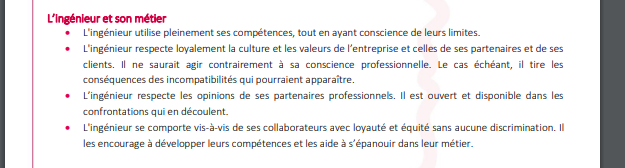 L’ingénieur et son métier
• L'ingénieur utilise pleinement ses compétences, tout en ayant conscience de leurs limites.
• L'ingénieur respecte loyalement la culture et les valeurs de l’entreprise et celles de ses partenaires et de ses
clients. Il ne saurait agir contrairement à sa conscience professionnelle. Le cas échéant, il tire les
conséquences des incompatibilités qui pourraient apparaître.
• L’ingénieur respecte les opinions de ses partenaires professionnels. Il est ouvert et disponible dans les
confrontations qui en découlent.
• L'ingénieur se comporte vis-à-vis de ses collaborateurs avec loyauté et équité sans aucune discrimination. Il
les encourage à développer leurs compétences et les aide à s’épanouir dans leur métier.